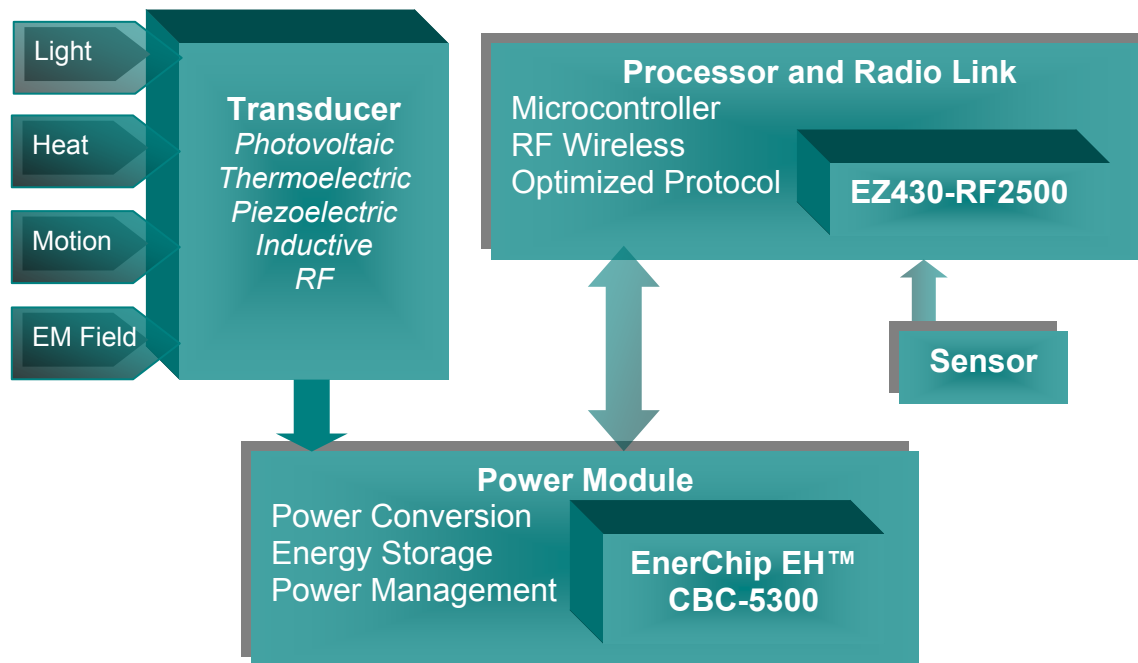 Light
Heat
Motion
EM Field
Transducer
Photovoltaic
Thermoelectric
Piezoelectric
Inductive
RF
Processor and Radio Link
Microcontroller
RF Wireless
Optimized Protocol
EZ430-RF2500
Sensor
Power Module
Power Conversion
Energy Storage
Power Management
EnerChip EH™
CBC-5300